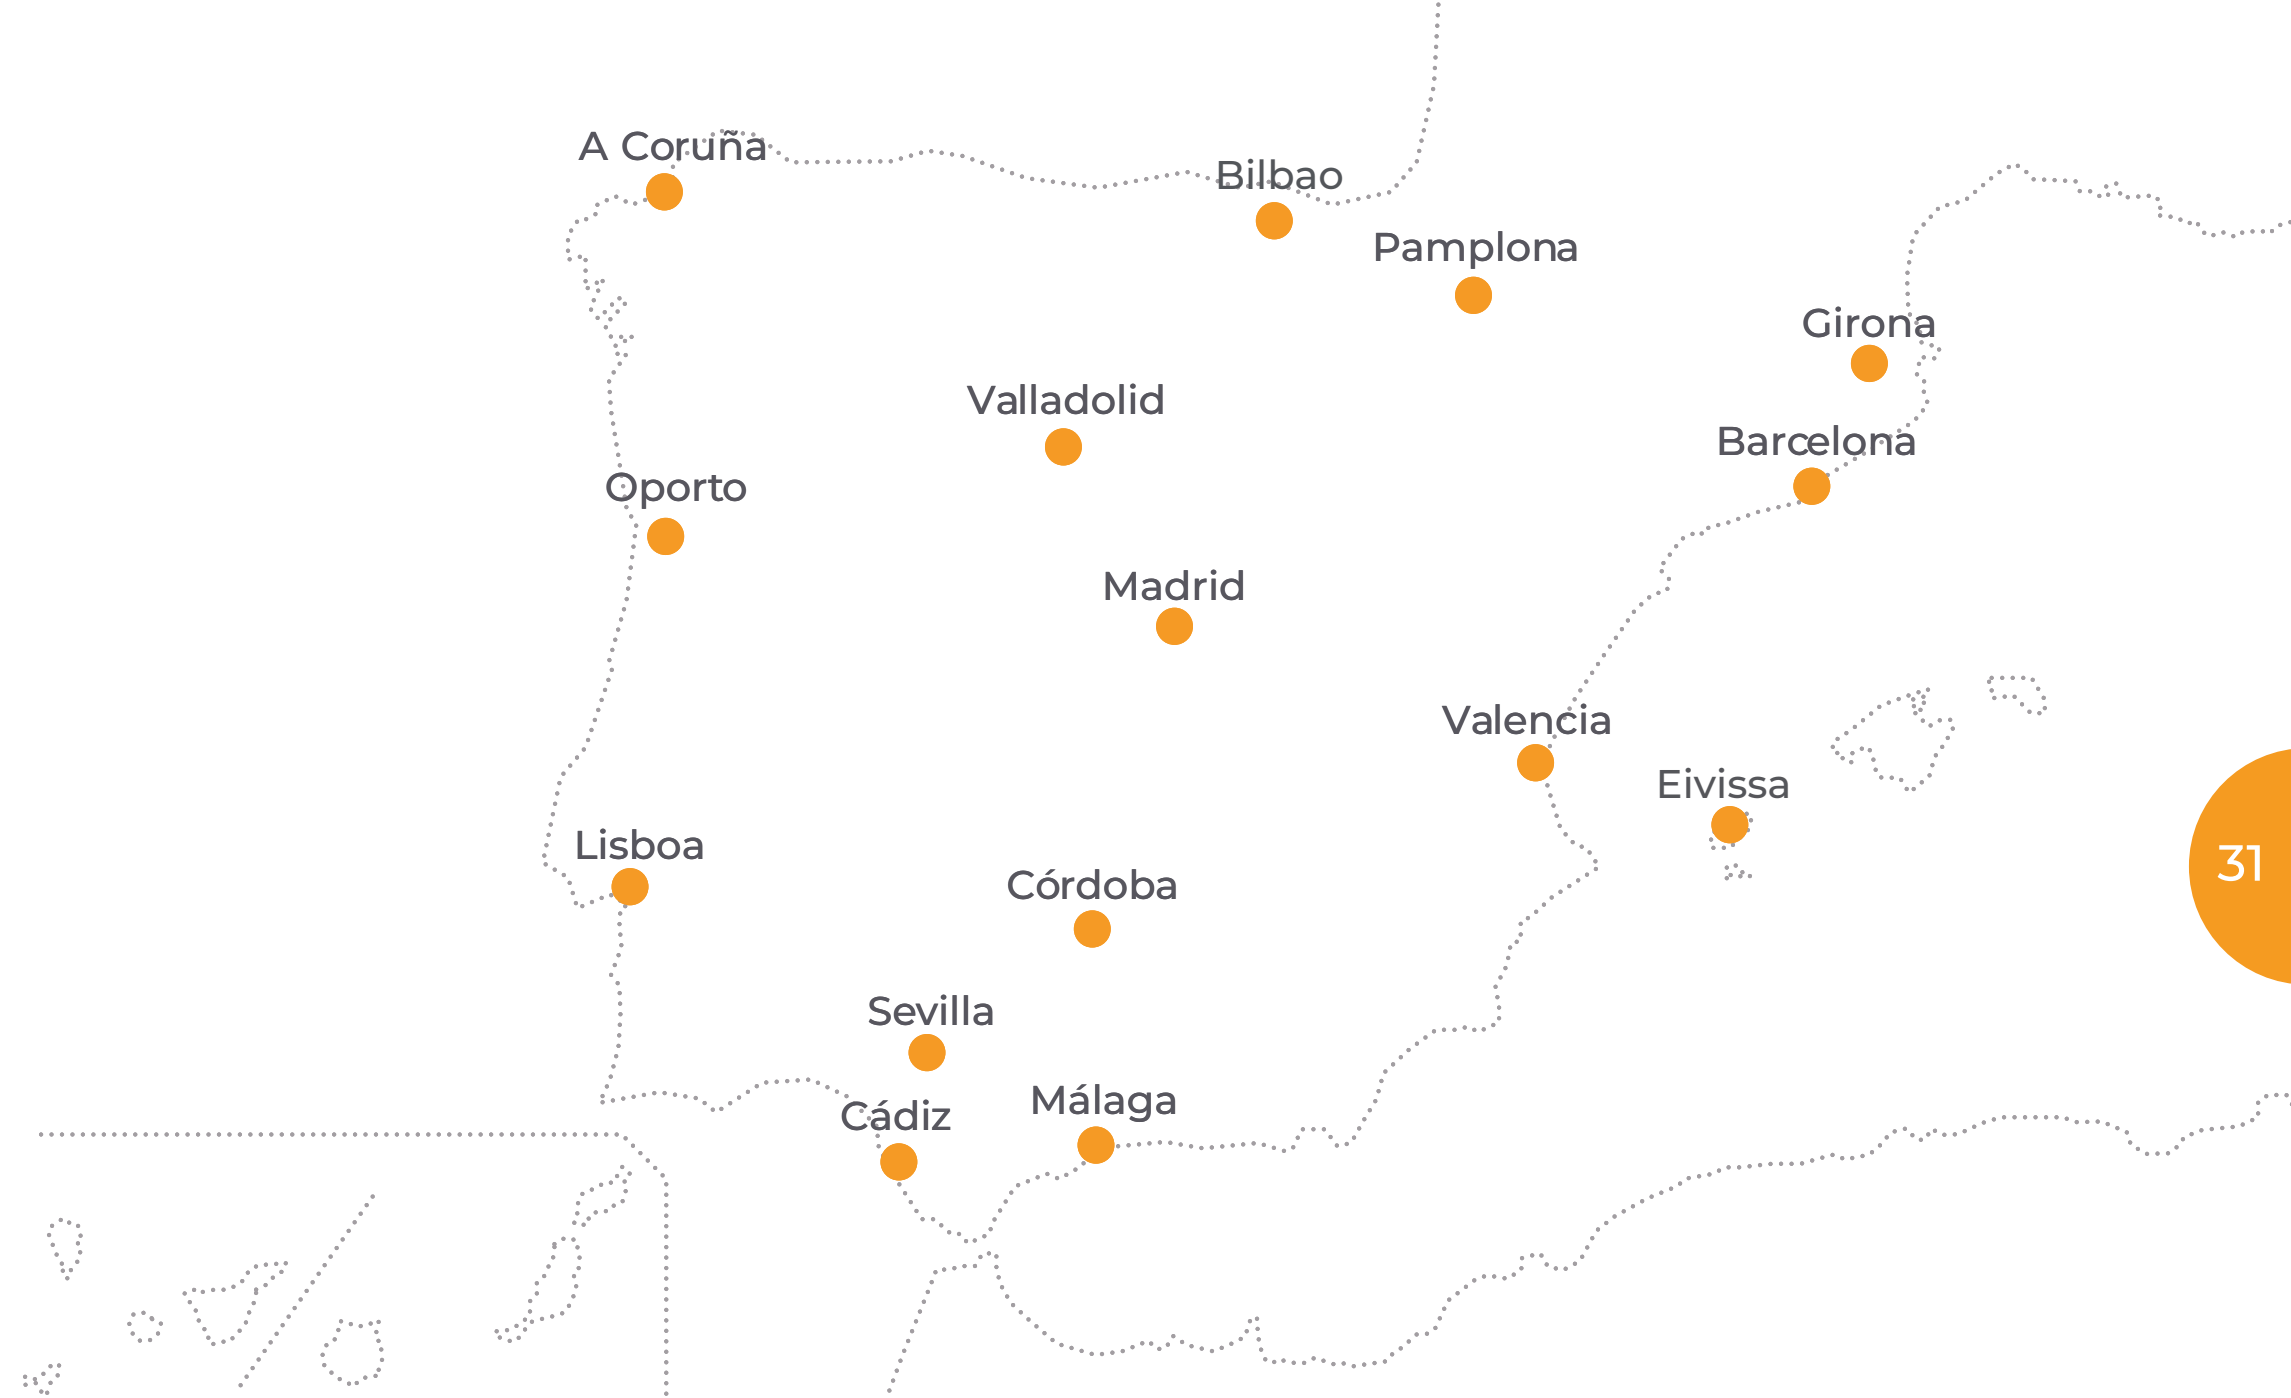 A Coruña
Bilbao
Pamplona
Girona
Valladolid
Barcelona
Oporto
Madrid
Valencia
Eivissa
Lisboa
31
Córdoba
Sevilla
Málaga
Cádiz